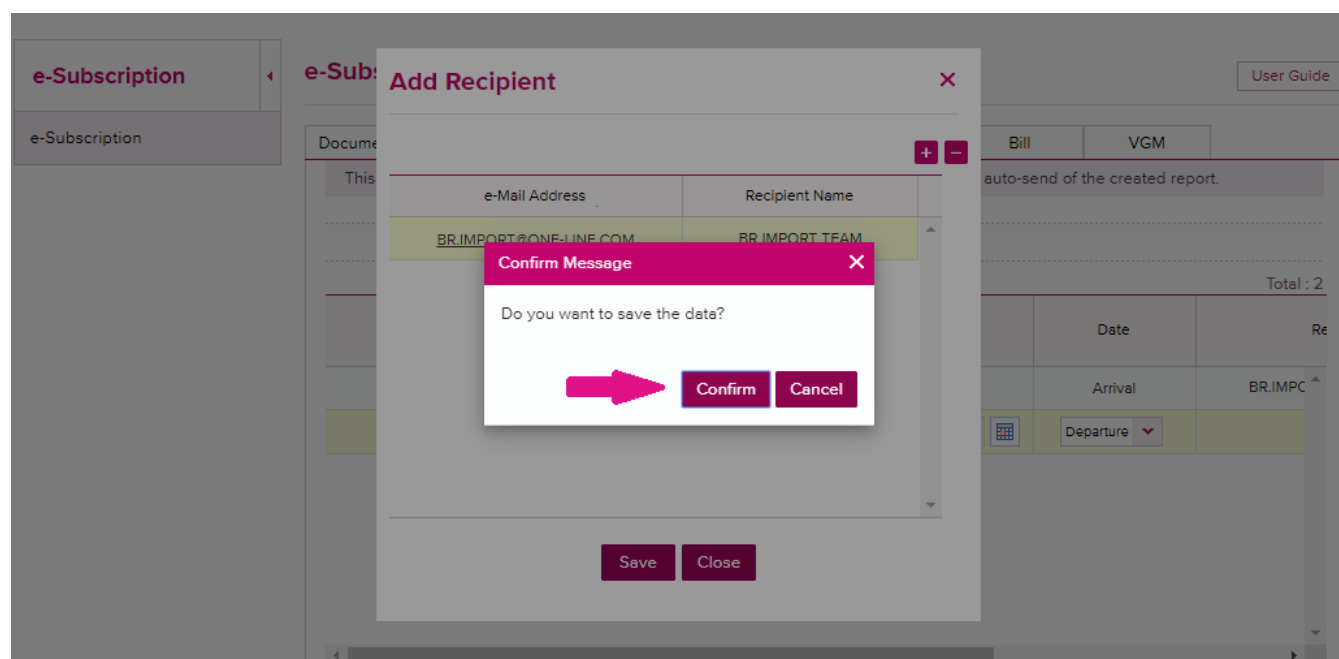 e-Subscription
e-Subs
Add Recipient
User Guide
e-Subscription
Docume
Bill
VGM
This
auto-send of the created report.
e-Mail Address
Recipient Name
BR.IMPORT@ONE-LINE.COM
BR IMPORT TEAM
Confirm Message
Total : 2
Do you want to save the data?
Date
Re
Confirm
Cancel
Arrival
BR.IMPC
Departure
Save
Close